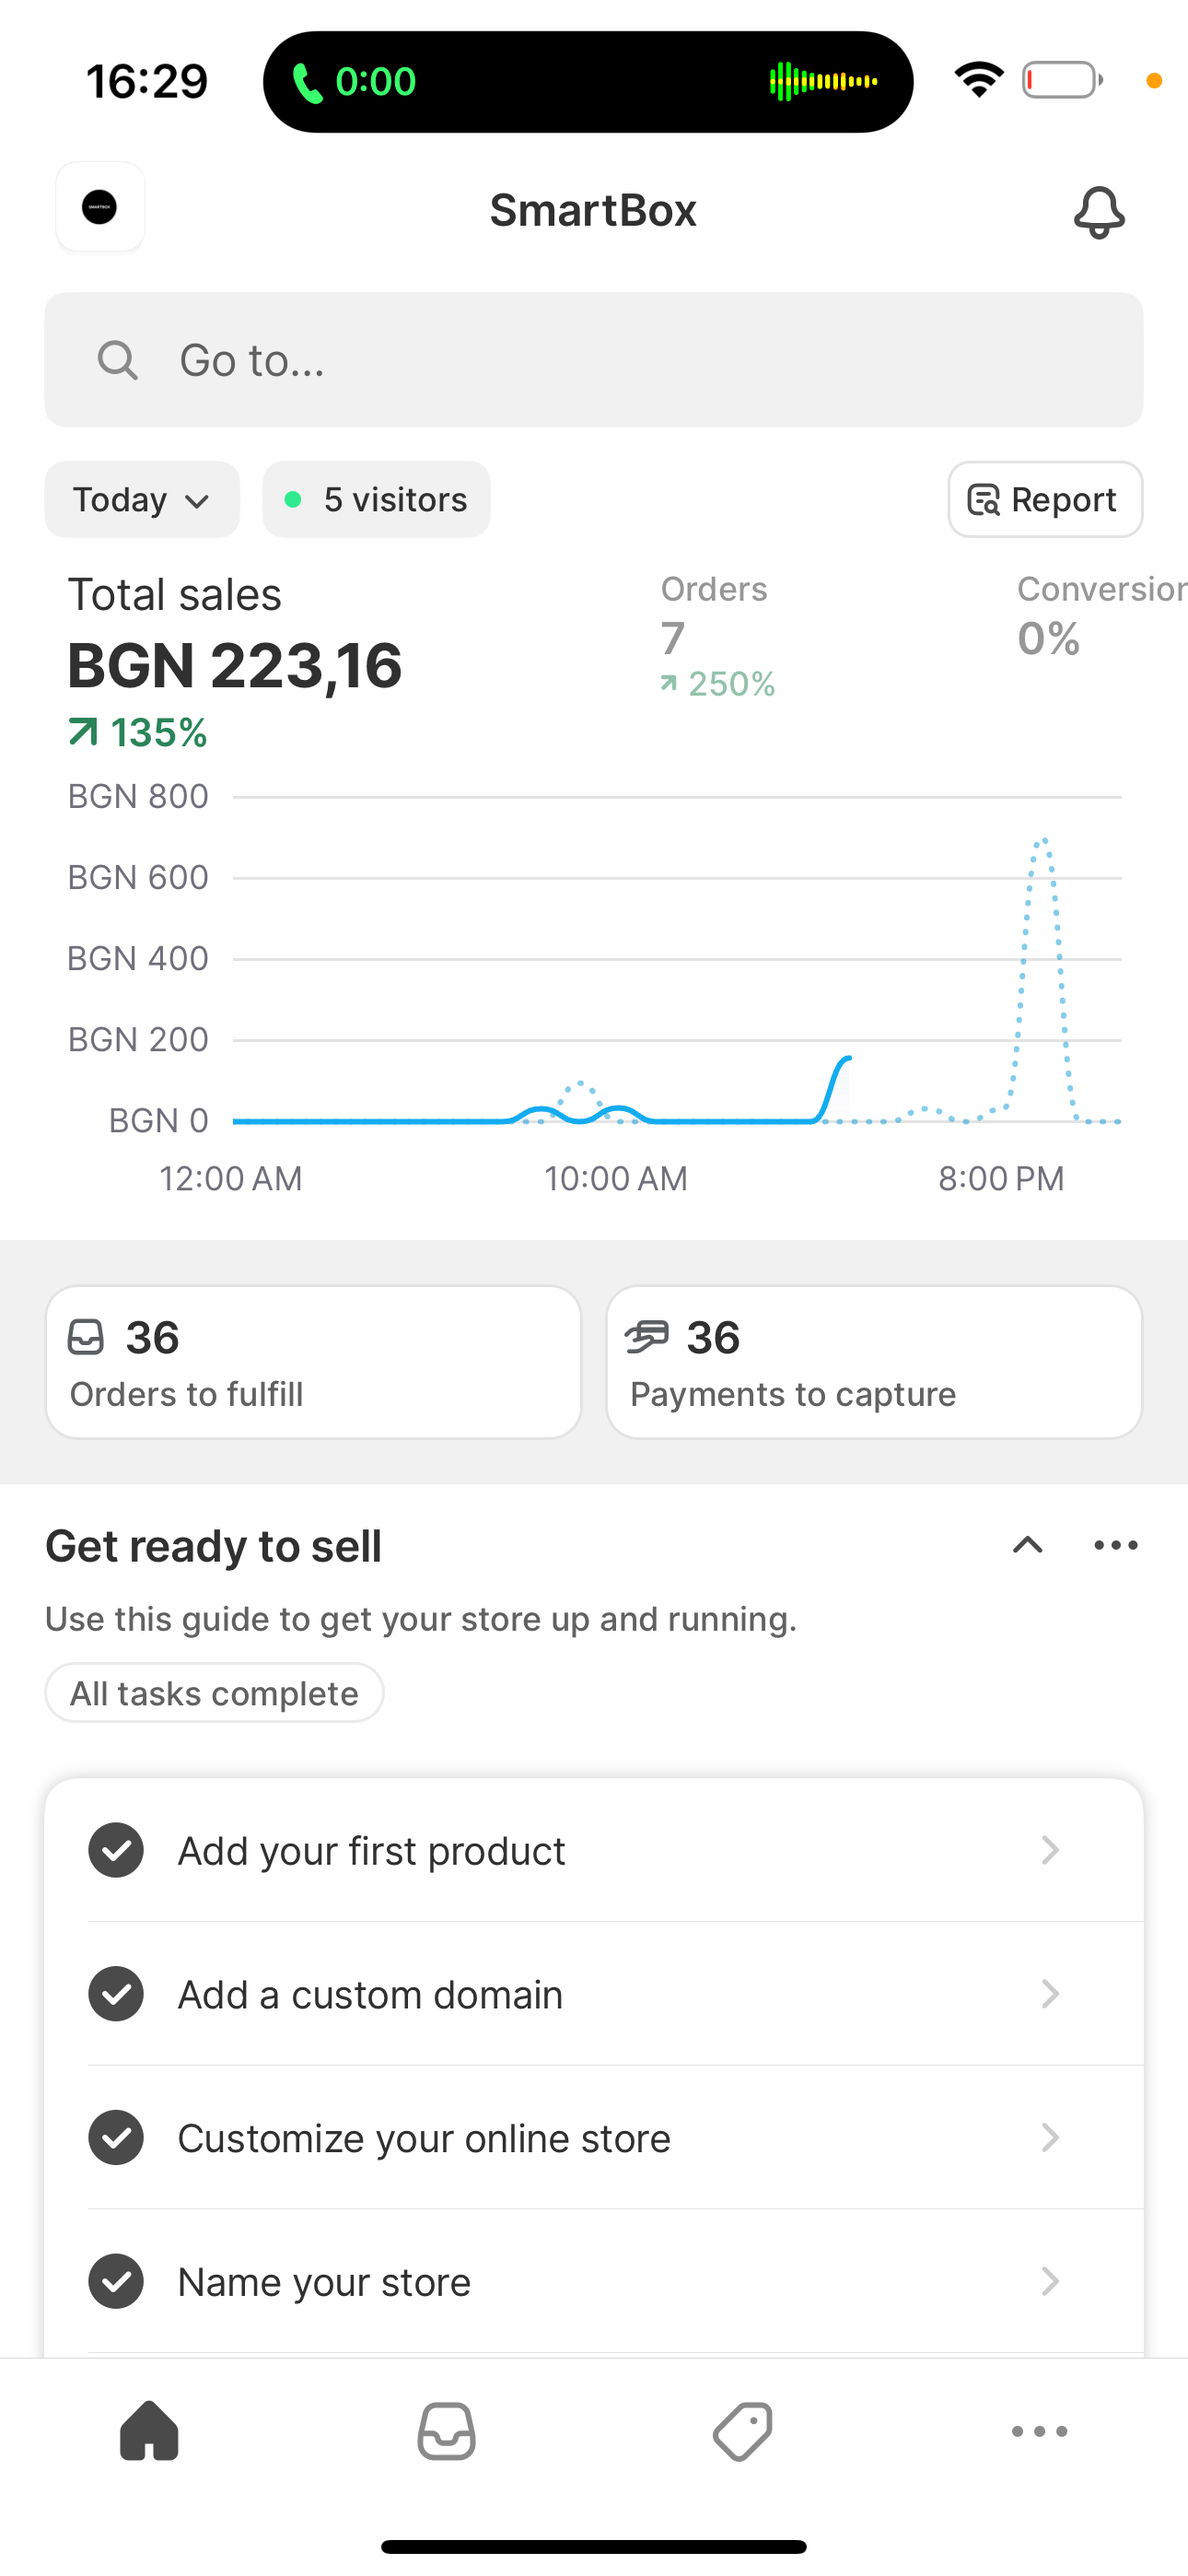 16:29
0:00
SMARTBOX
SmartBox
Go to...
Today
5 visitors
Report
Total sales
Orders
Conversion
BGN 223,16
7
0%
135%
250%
BGN 800
BGN 600
BGN 400
BGN 200
BGN 0
12:00 AM
10:00 AM
8:00 PM
36
Orders to fulfill
36
Payments to capture
Get ready to sell
Use this guide to get your store up and running.
All tasks complete
Add your first product
Add a custom domain
Customize your online store
Name your store